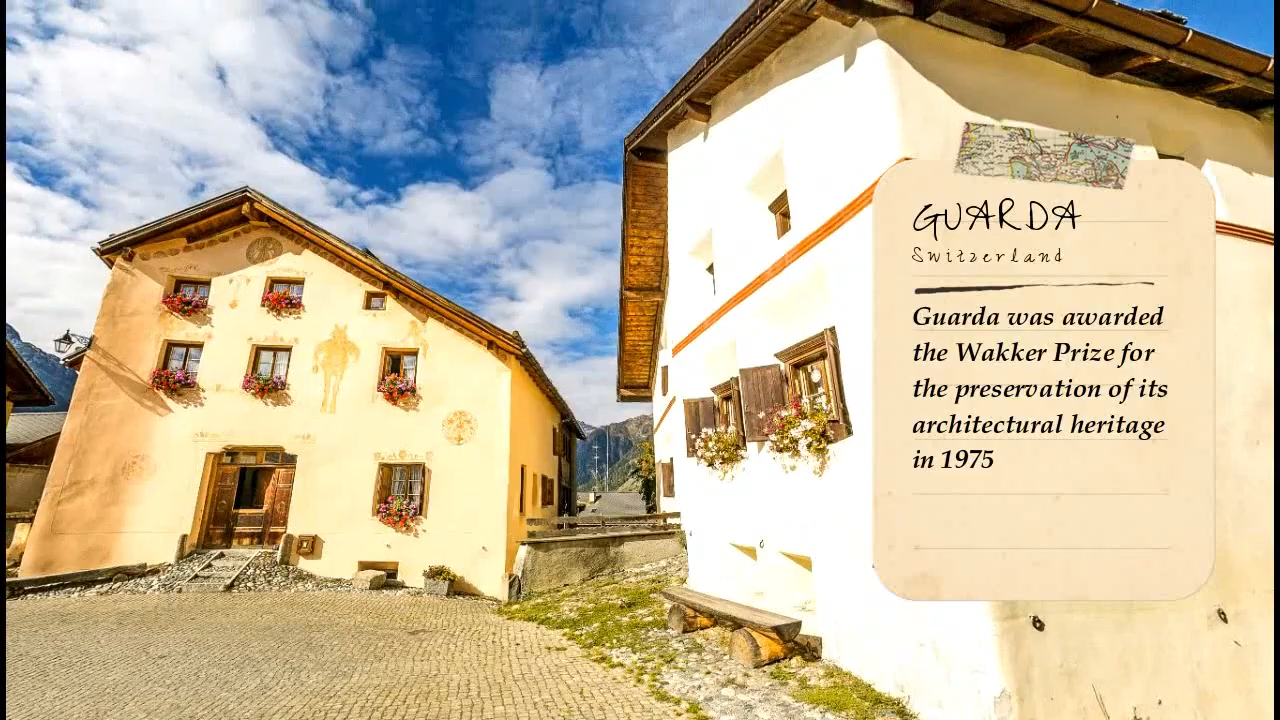 GUARDA
Switzerland
Guarda was awarded
the Wakker Prize for
the preservation of its
architectural heritage
in 1975